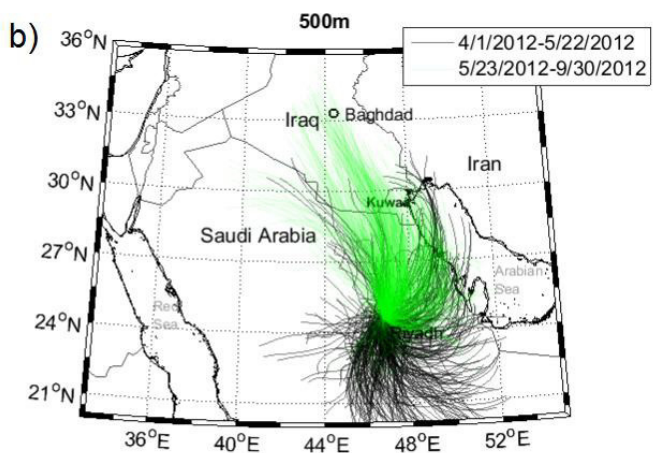 b)
500m
4/1/2012-5/22/2012
5/23/2012-9/30/2012
36°N
33°N
30°N
27°N
24°N
21°N
Iraq
Baghdad
Iran
Saudi Arabia
Arabian
Sea
Red
Sea
Riyadh
36°E
40°E
44°E
48°E
52°E